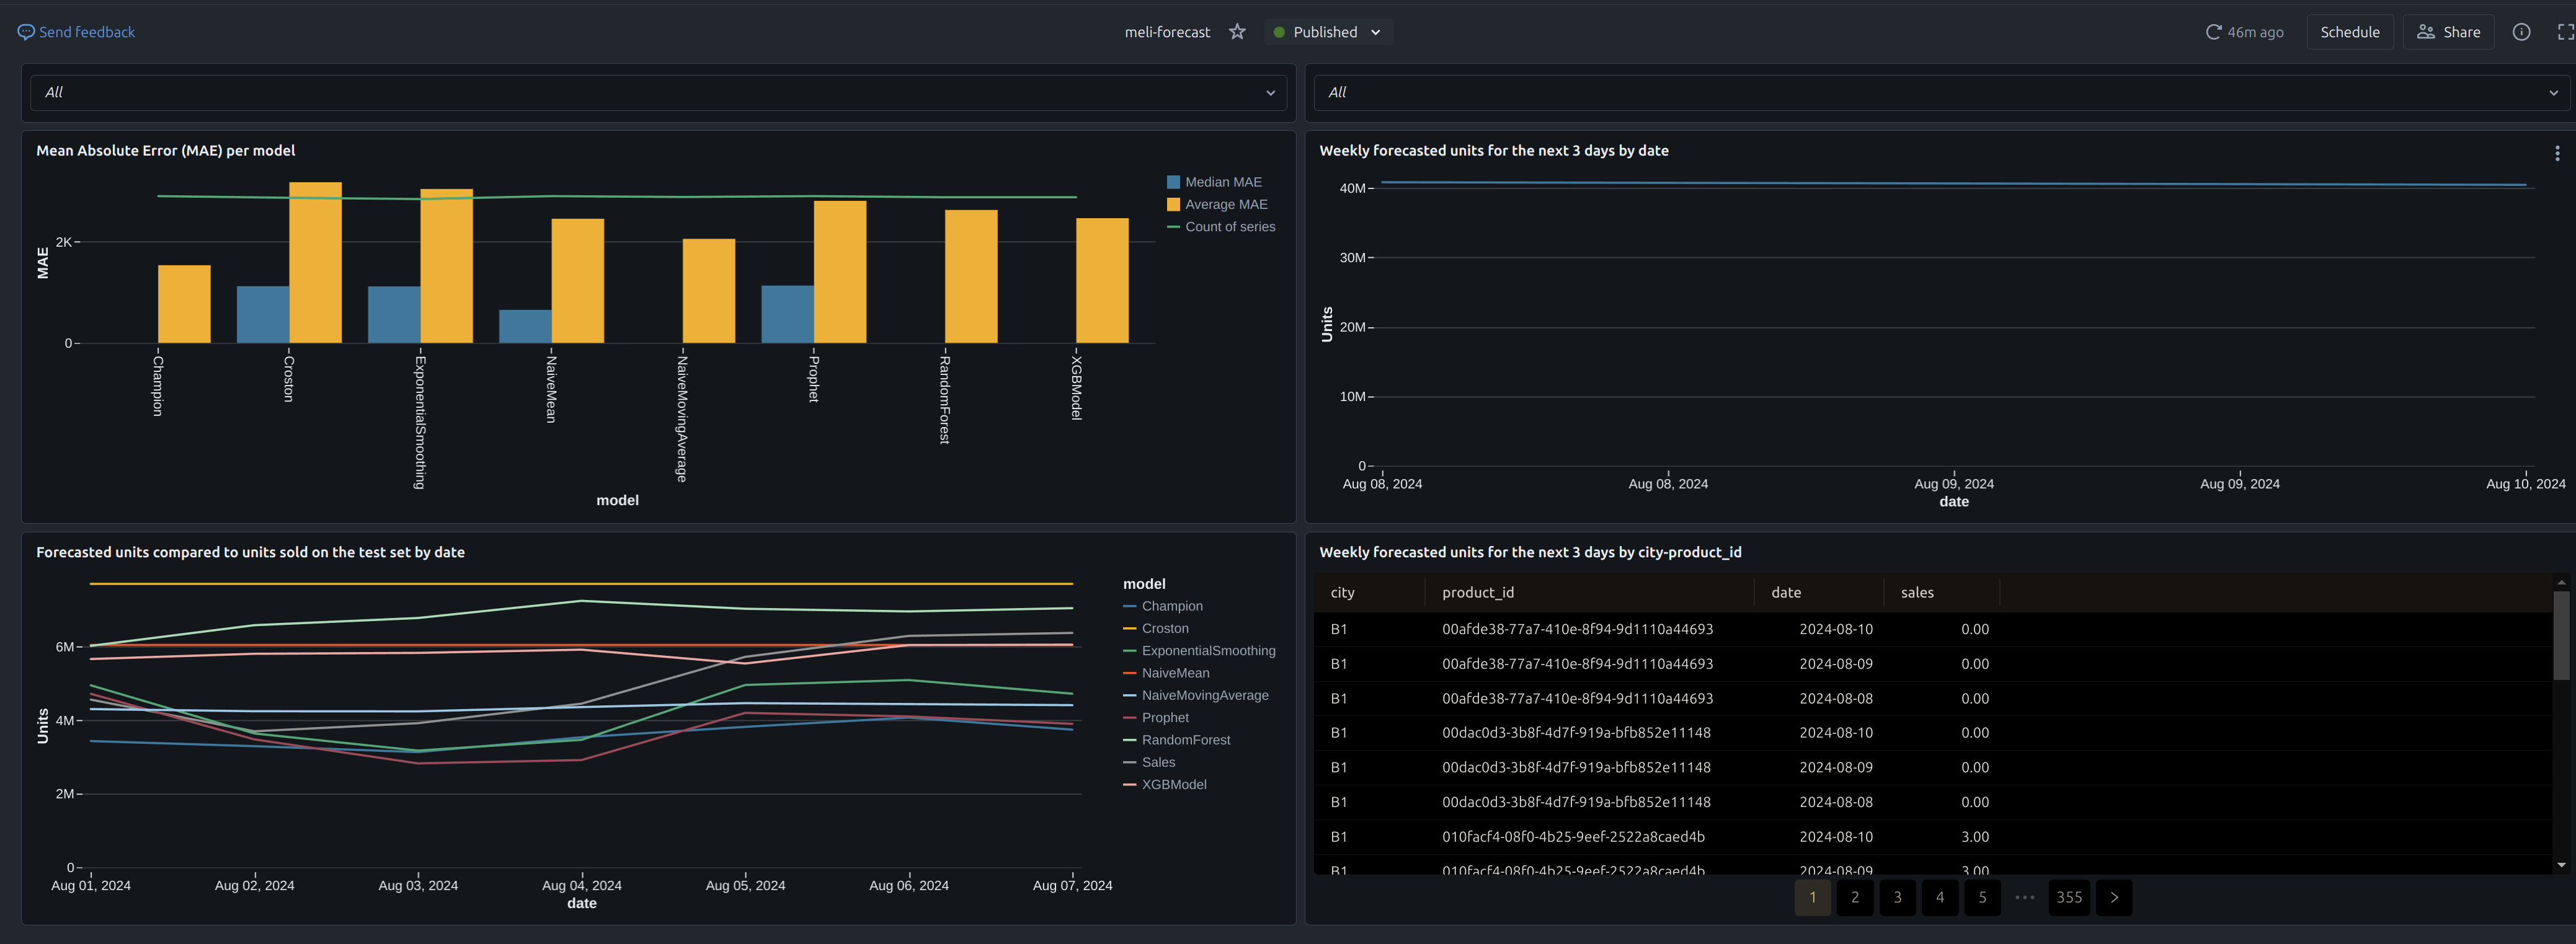 Send feedback
meli-forecast
Published
46m ago
Schedule
Share
All
All
Mean Absolute Error (MAE) per model
MAE
2K
0
Champion
Croston
ExponentialSmoothing
NaiveMean
NaiveMovingAverage
Prophet
RandomForest
XGBModel
model
Median MAE
Average MAE
Count of series
Weekly forecasted units for the next 3 days by date
Units
40M
30M
20M
10M
0
Aug 08, 2024 Aug 08, 2024 Aug 09, 2024 Aug 09, 2024 Aug 10, 2024
date
Forecasted units compared to units sold on the test set by date
Units
6M
4M
2M
0
Aug 01, 2024 Aug 02, 2024 Aug 03, 2024 Aug 04, 2024 Aug 05, 2024 Aug 06, 2024 Aug 07, 2024
date
model
Champion
Croston
ExponentialSmoothing
NaiveMean
NaiveMovingAverage
Prophet
RandomForest
Sales
XGBModel
Weekly forecasted units for the next 3 days by city-product_id
city product_id date sales
B1 00afde38-77a7-410e-8f94-9d1110a44693 2024-08-10 0.00
B1 00afde38-77a7-410e-8f94-9d1110a44693 2024-08-09 0.00
B1 00afde38-77a7-410e-8f94-9d1110a44693 2024-08-08 0.00
B1 00dac0d3-3b8f-4d7f-919a-bfb852e11148 2024-08-10 0.00
B1 00dac0d3-3b8f-4d7f-919a-bfb852e11148 2024-08-09 0.00
B1 00dac0d3-3b8f-4d7f-919a-bfb852e11148 2024-08-08 0.00
B1 010facf4-08f0-4b25-9eef-2522a8caed4b 2024-08-10 3.00
B1 010facf4-08f0-4b25-9eef-2522a8caed4b 2024-08-09 3.00
1 2 3 4 5 ••• 355 >